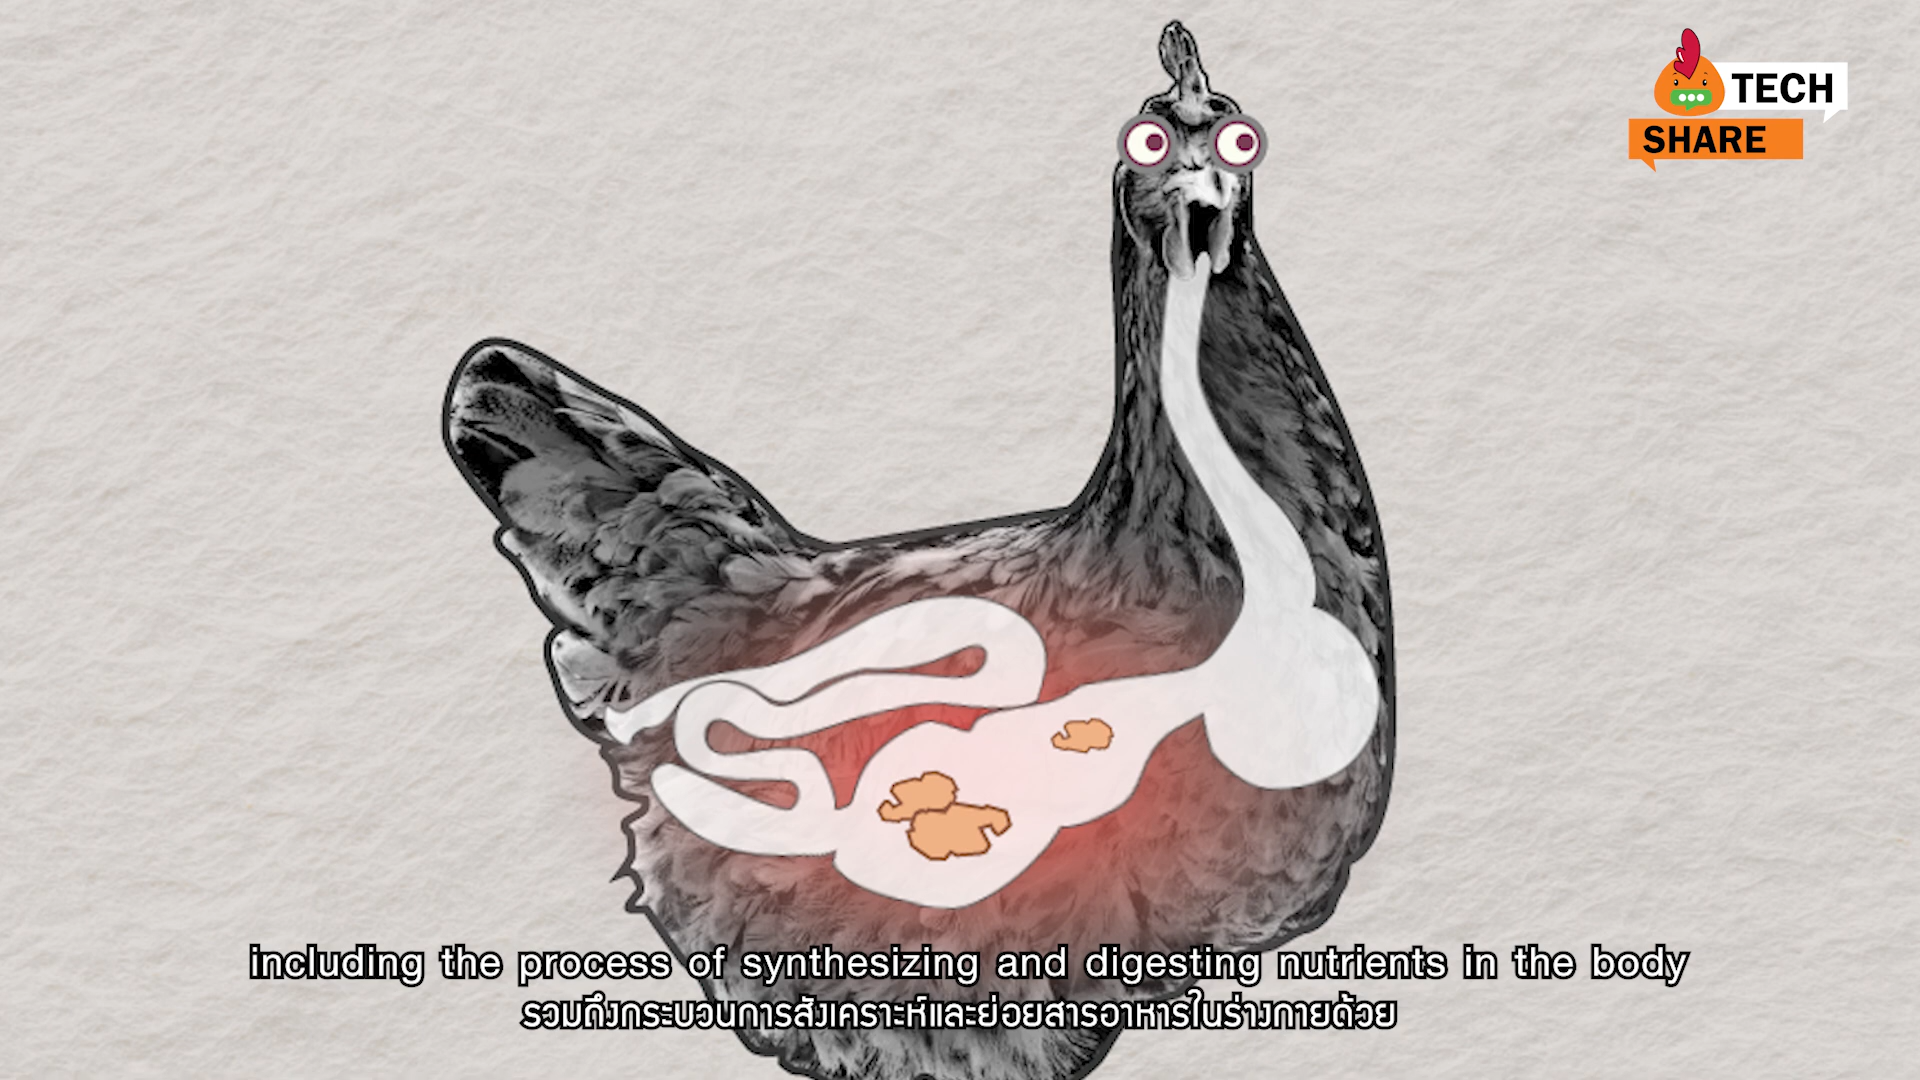 TECH
SHARE
including the process of synthesizing and digesting nutrients in the body
รวมถึงกระบวนการสังเคราะห์และย่อยสารอาหารในร่างกายด้วย